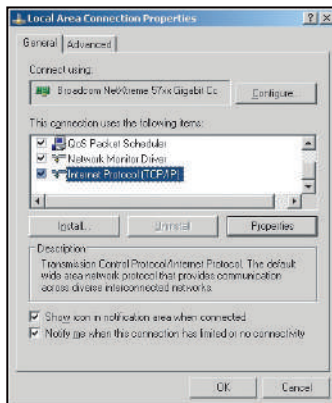 Local Area Connection Properties
General Advanced
Connect using:
Broadcom NetXtreme 57xx Gigabit Cc Configure...
This connection uses the following items:
QoS Packet Scheduler
Network Monitor Driver
Internet Protocol (TCP/IP)
Install... Uninstall Properties
Description
Transmission Control Protocol/Internet Protocol. The default
wide area network protocol that provides communication
across diverse interconnected networks.
Show icon in notification area when connected
Notify me when this connection has limited or no connectivity
OK Cancel